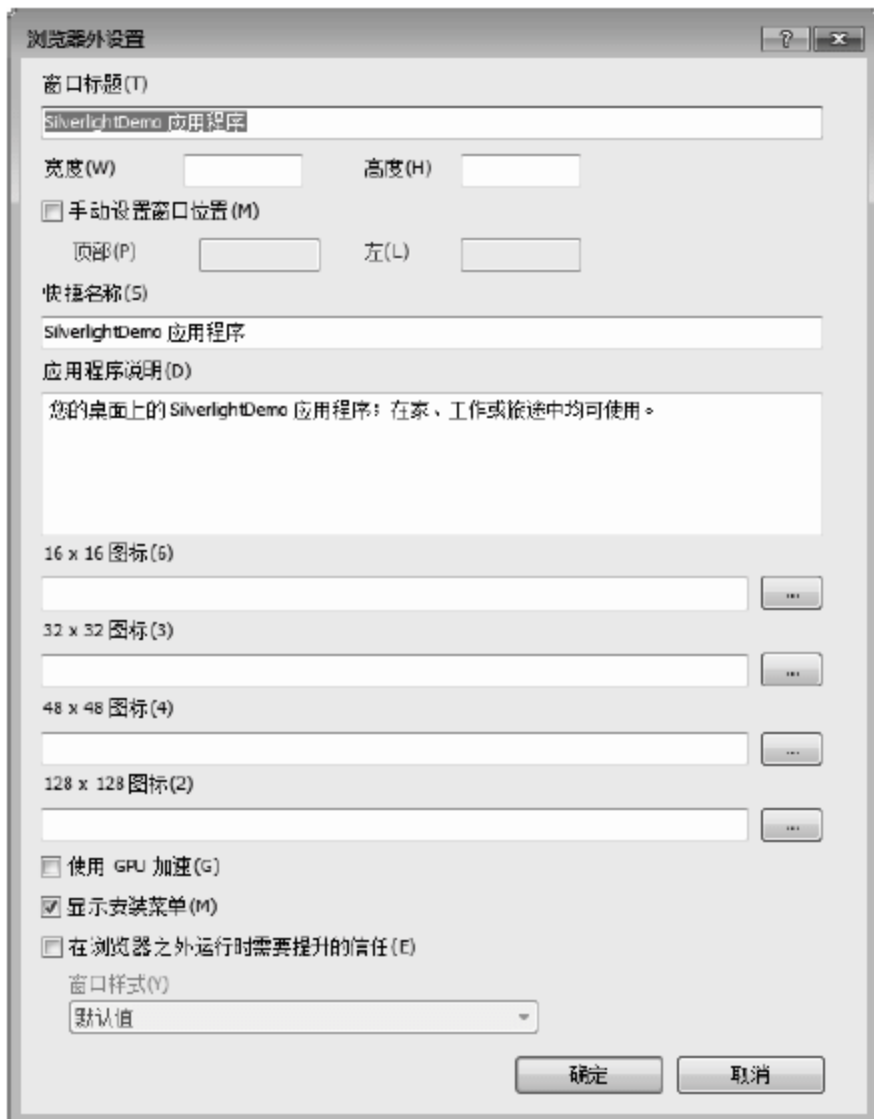 浏览器外设置
窗口标题(T)
SilverlightDemo 应用程序
宽度(W) 高度(H)
手动设置窗口位置(M)
顶部(P) 左(L)
快捷名称(S)
SilverlightDemo 应用程序
应用程序说明(D)
您的桌面上的 SilverlightDemo 应用程序；在家、工作或旅途中均可使用。
16 x 16 图标(6)
...
32 x 32 图标(3)
...
48 x 48 图标(4)
...
128 x 128 图标(2)
...
使用 GPU 加速(G)
显示安装菜单(M)
在浏览器之外运行时需要提升的信任(E)
窗口样式(Y)
默认值
确定 取消